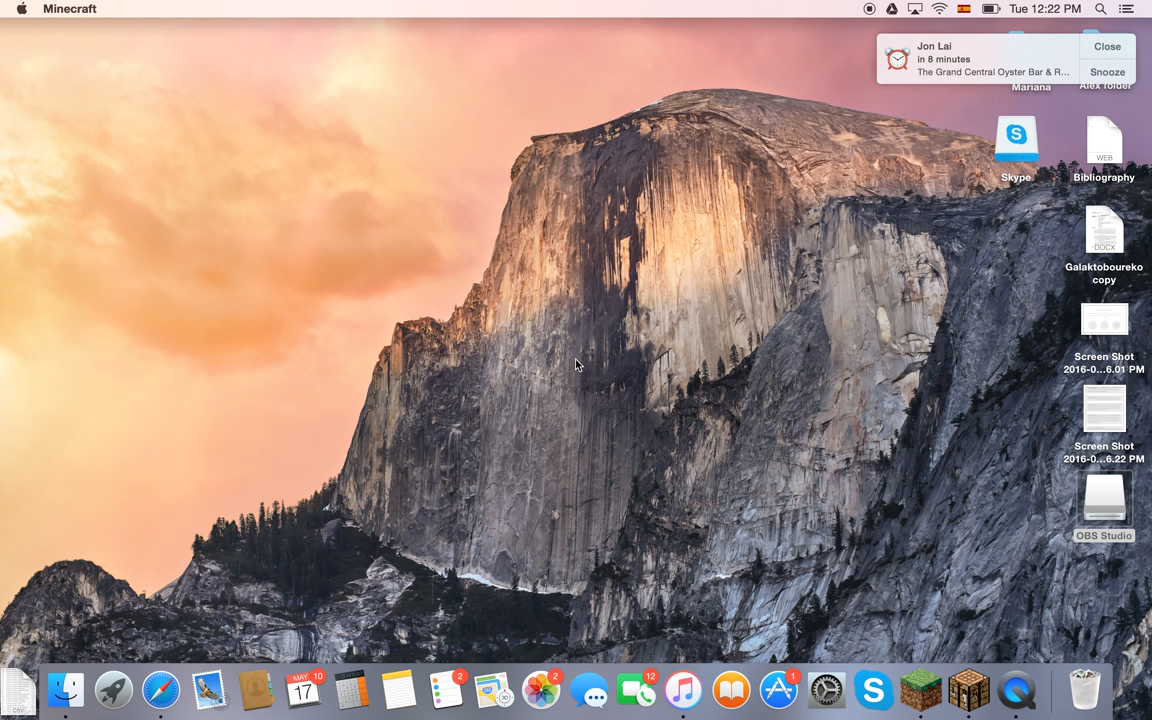 Minecraft
Tue 12:22 PM
Jon Lai
in 8 minutes
The Grand Central Oyster Bar & R...
Close
Snooze
Mariana
Alex folder
Skype
WEB
Bibliography
DOCX
Galaktoboureko
copy
Screen Shot
2016-0...6.01 PM
Screen Shot
2016-0...6.22 PM
OBS Studio
CSV
MAY
17
10
2
2
12
1